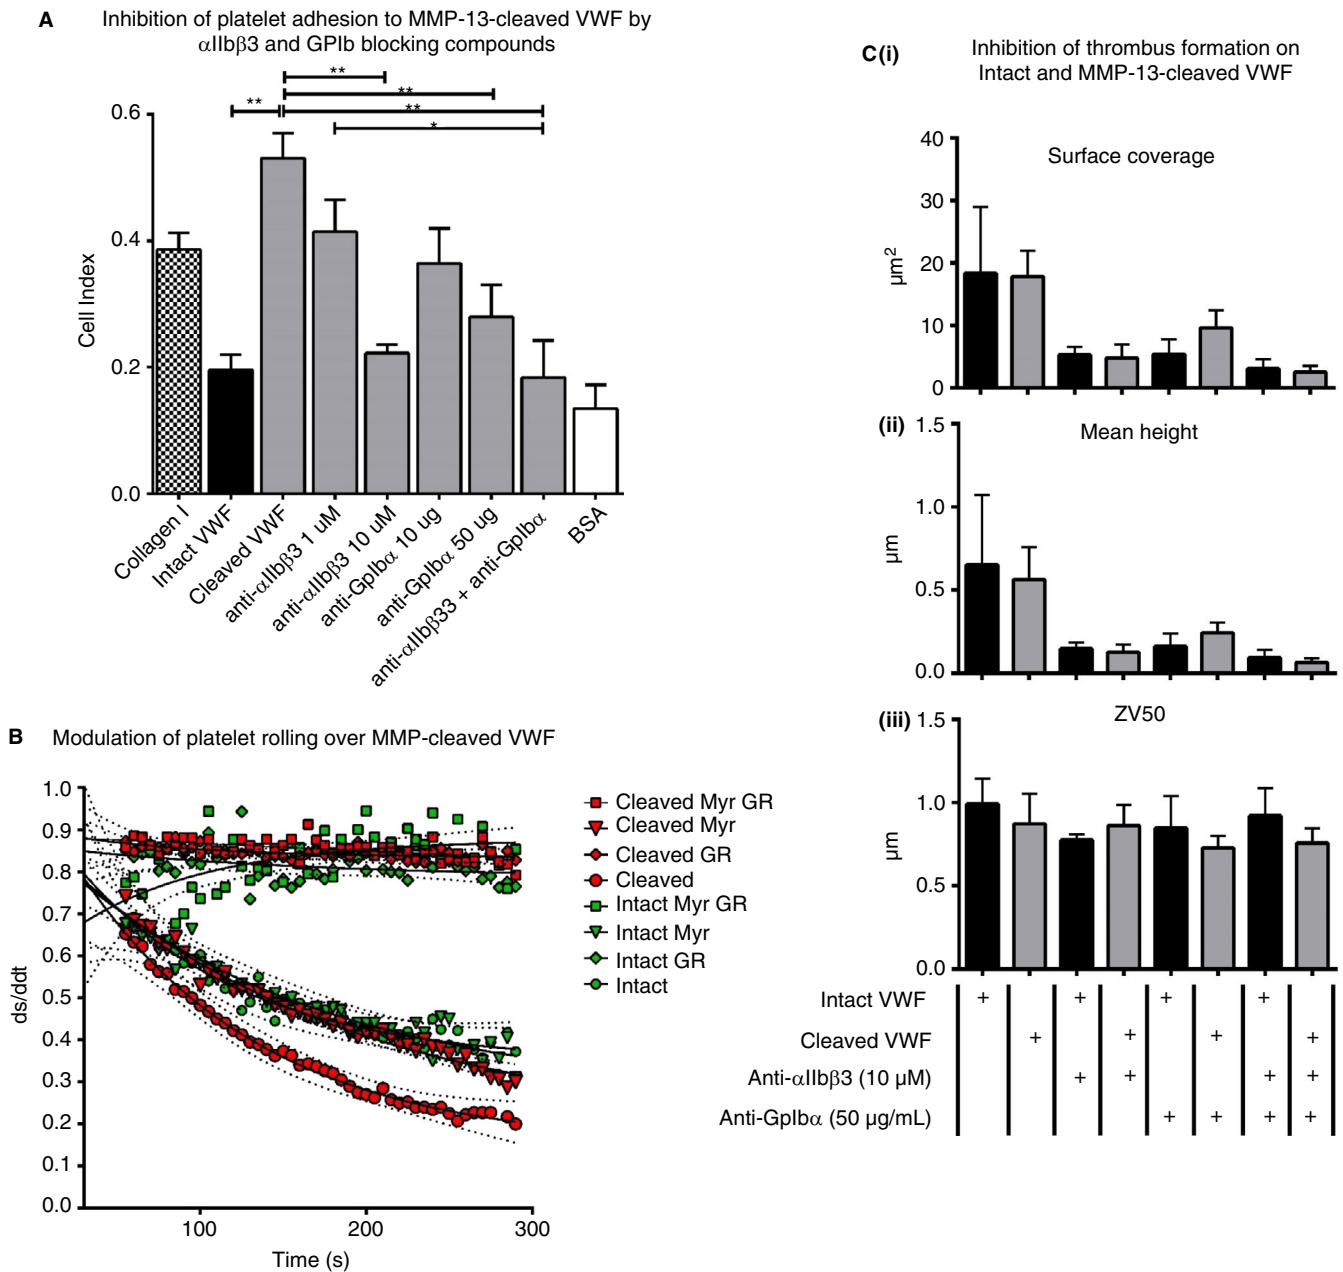 A
Inhibition of platelet adhesion to MMP-13-cleaved VWF by
αIIbβ3 and GPIb blocking compounds
**
**
**
**
*
0.6
0.4
0.2
0.0
Cell Index
Collagen I
Intact VWF
Cleaved VWF
anti-αIIbβ3 1 uM
anti-αIIbβ3 10 uM
anti-GpIbα 10 ug
anti-GpIbα 50 ug
anti-αIIbβ33 + anti-GpIbα
BSA
B
Modulation of platelet rolling over MMP-cleaved VWF
1.0
0.9
0.8
0.7
0.6
0.5
0.4
0.3
0.2
0.1
0.0
ds/ddt
100
200
300
Time (s)
Cleaved Myr GR
Cleaved Myr
Cleaved GR
Cleaved
Intact Myr GR
Intact Myr
Intact GR
Intact
C (i)
Inhibition of thrombus formation on
Intact and MMP-13-cleaved VWF
Surface coverage
40
30
20
10
0
µm²
(ii)
Mean height
1.5
1.0
0.5
0.0
µm
(iii)
ZV50
1.5
1.0
0.5
0.0
µm
Intact VWF + + + +
Cleaved VWF + + + +
Anti-αIIbβ3 (10 µM) + + + +
Anti-GpIbα (50 µg/mL) + + + +